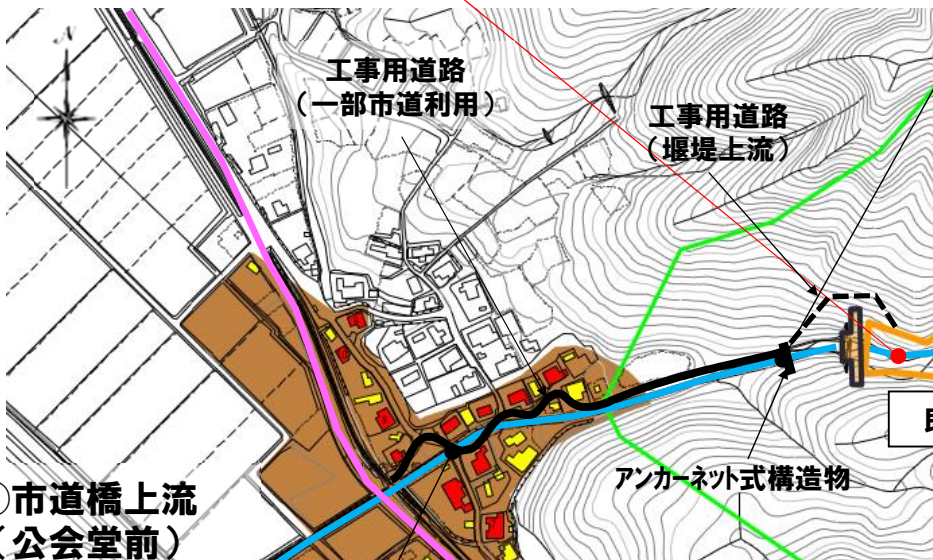 N
工事用道路
（一部市道利用）
工事用道路
（堰堤上流）
アンカーネット式構造物
市道橋上流
（公会堂前）